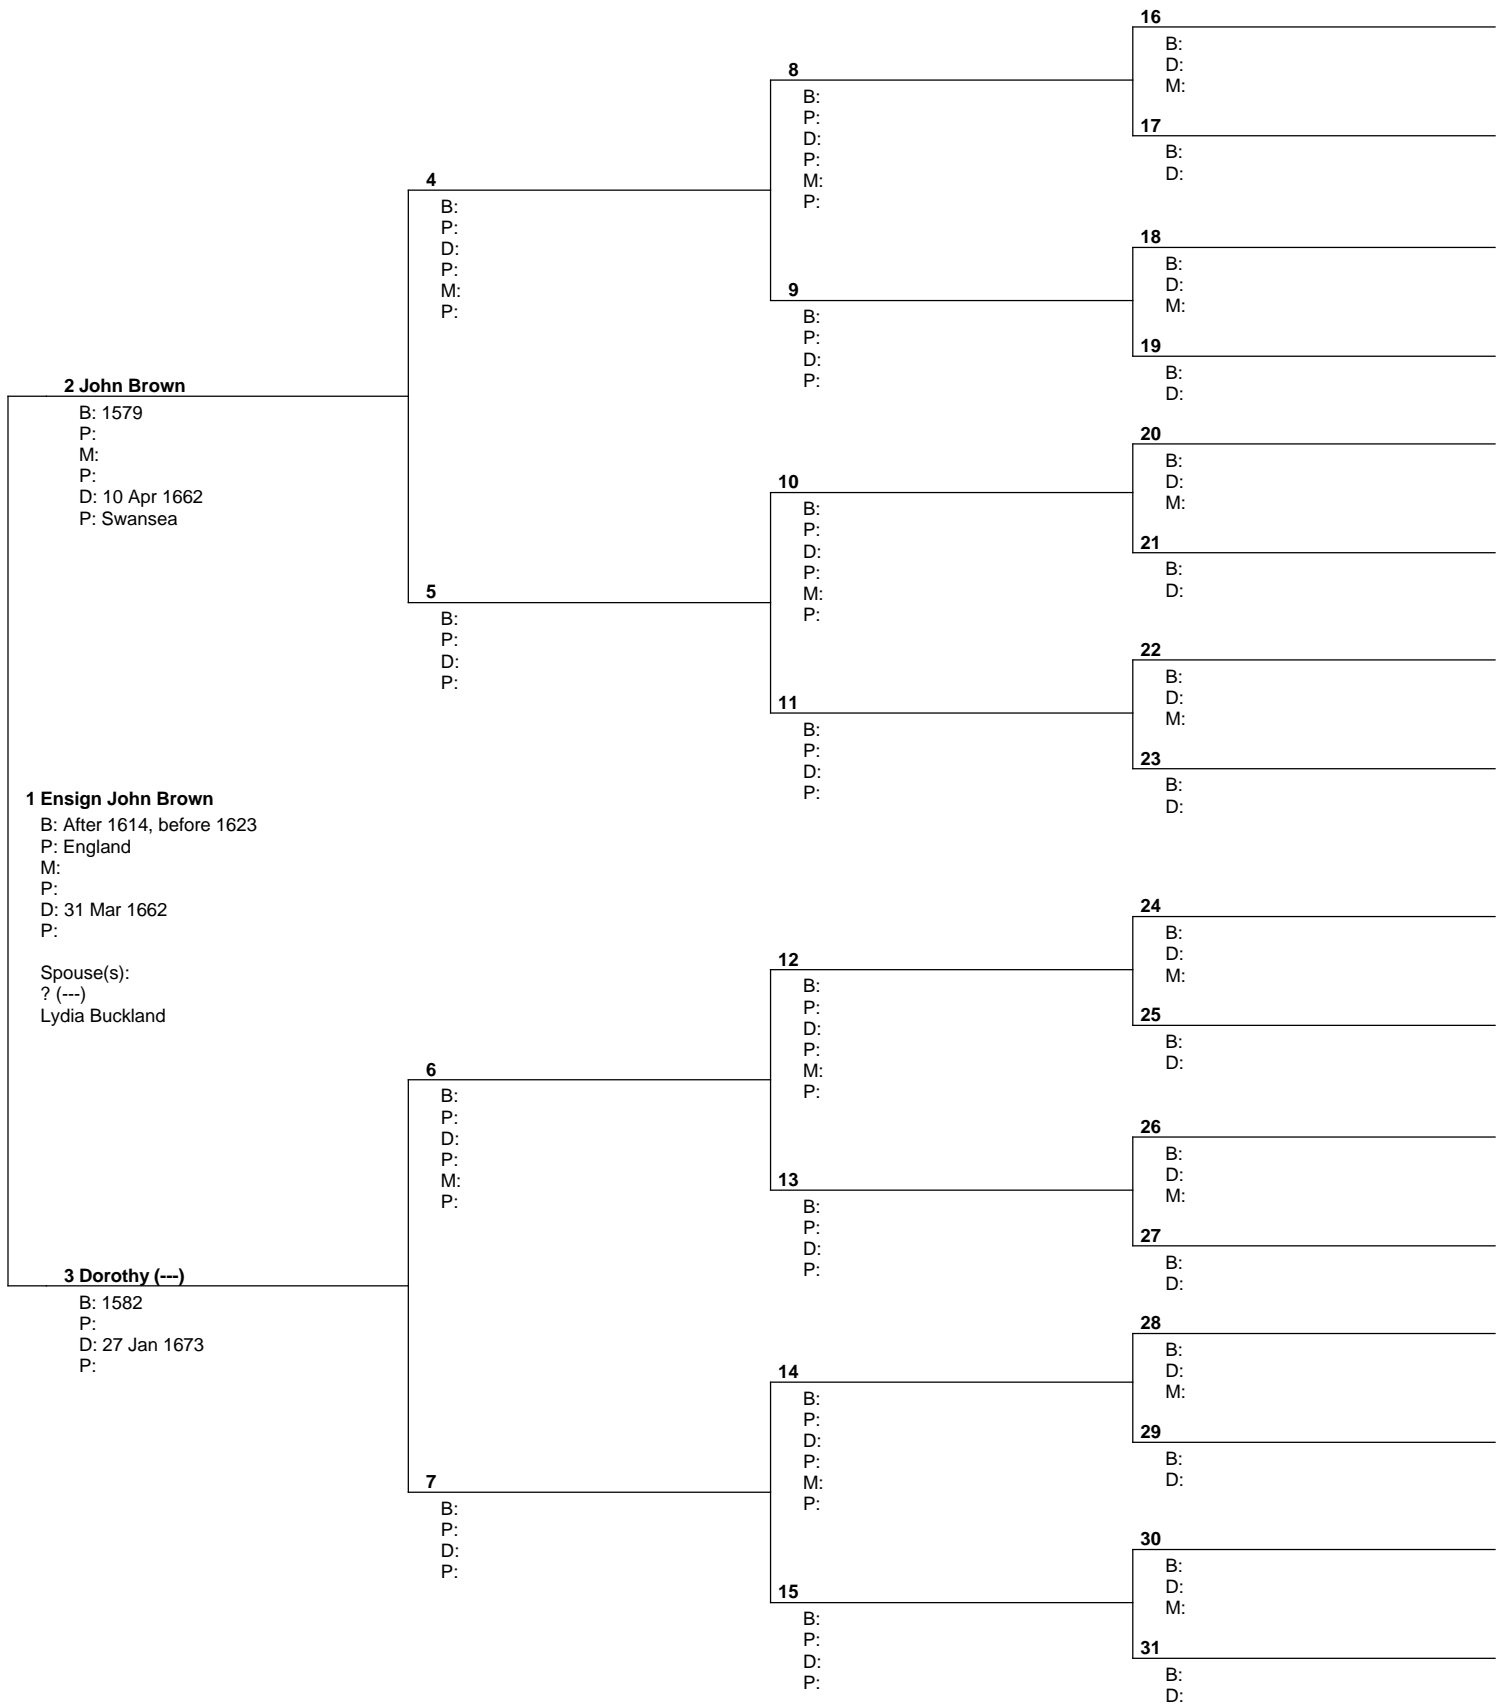 1 Ensign John Brown
B: After 1614, before 1623
P: England
M:
P:
D: 31 Mar 1662
P:
Spouse(s):
? (---)
Lydia Buckland
2 John Brown
B: 1579
P:
M:
P:
D: 10 Apr 1662
P: Swansea
3 Dorothy (---)
B: 1582
P:
D: 27 Jan 1673
P:
4
B:
P:
D:
P:
M:
P:
5
B:
P:
D:
P:
6
B:
P:
D:
P:
M:
P:
7
B:
P:
D:
P:
8
B:
P:
D:
P:
M:
P:
9
B:
P:
D:
P:
10
B:
P:
D:
P:
M:
P:
11
B:
P:
D:
P:
12
B:
P:
D:
P:
M:
P:
13
B:
P:
D:
P:
14
B:
P:
D:
P:
M:
P:
15
B:
P:
D:
P:
16
B:
D:
M:
17
B:
D:
18
B:
D:
M:
19
B:
D:
20
B:
D:
M:
21
B:
D:
22
B:
D:
M:
23
B:
D:
24
B:
D:
M:
25
B:
D:
26
B:
D:
M:
27
B:
D:
28
B:
D:
M:
29
B:
D:
30
B:
D:
M:
31
B:
D: